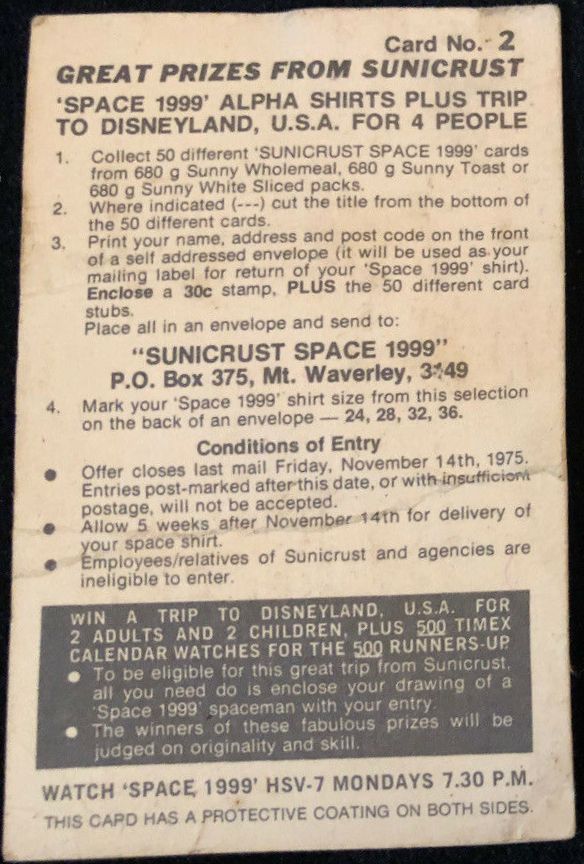 Card No. 2
GREAT PRIZES FROM SUNICRUST
'SPACE 1999' ALPHA SHIRTS PLUS TRIP
TO DISNEYLAND, U.S.A. FOR 4 PEOPLE
1. Collect 50 different 'SUNICRUST SPACE 1999' cards
from 680 g Sunny Wholemeal, 680 g Sunny Toast or
680 g Sunny White Sliced packs.
2. Where indicated (---) cut the title from the bottom of
the 50 different cards.
3. Print your name, address and post code on the front
of a self addressed envelope (it will be used as your
mailing label for return of your 'Space 1999' shirt).
Enclose a 30c stamp, PLUS the 50 different card
stubs.
Place all in an envelope and send to:
"SUNICRUST SPACE 1999"
P.O. Box 375, Mt. Waverley, 3149
4. Mark your 'Space 1999' shirt size from this selection
on the back of an envelope — 24, 28, 32, 36.
Conditions of Entry
● Offer closes last mail Friday, November 14th, 1975.
Entries post-marked after this date, or with insufficient
postage, will not be accepted.
● Allow 5 weeks after November 14th for delivery of
your space shirt.
● Employees/relatives of Sunicrust and agencies are
ineligible to enter.
WIN A TRIP TO DISNEYLAND, U.S.A. FOR
2 ADULTS AND 2 CHILDREN, PLUS 500 TIMEX
CALENDAR WATCHES FOR THE 500 RUNNERS-UP
● To be eligible for this great trip from Sunicrust,
all you need do is enclose your drawing of a
'Space 1999' spaceman with your entry.
● The winners of these fabulous prizes will be
judged on originality and skill.
WATCH 'SPACE 1999' HSV-7 MONDAYS 7.30 P.M.
THIS CARD HAS A PROTECTIVE COATING ON BOTH SIDES.